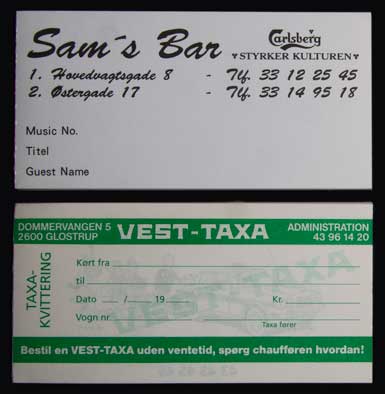 Sam´s Bar
Carlsberg
STYRKER KULTUREN
1. Hovedvagtsgade 8 - Tlf. 33 12 25 45
2. Østergade 17 - Tlf. 33 14 95 18
Music No.
Titel
Guest Name
DOMMERVANGEN 5
2600 GLOSTRUP
VEST-TAXA
ADMINISTRATION
43 96 14 20
TAXA-
KVITTERING
Kørt fra
til
Dato / 19 Kr.
Vogn nr
Taxa fører
VEST-TAXA
Bestil en VEST-TAXA uden ventetid, spørg chaufføren hvordan!